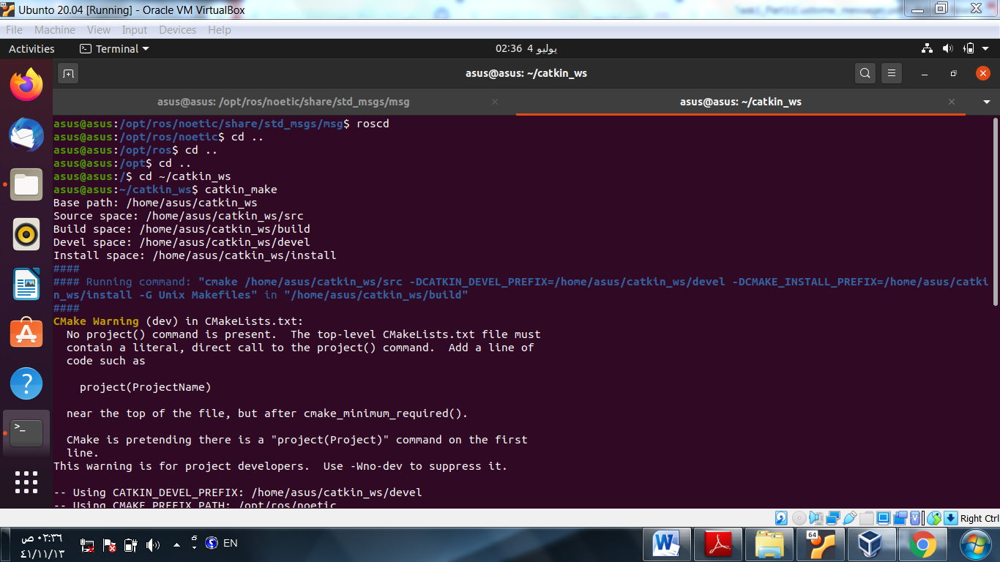 Ubunto 20.04 [Running] - Oracle VM VirtualBox
File Machine View Input Devices Help
Activities Terminal 02:36 4 يوليو
asus@asus: ~/catkin_ws
asus@asus: /opt/ros/noetic/share/std_msgs/msg
asus@asus: ~/catkin_ws
asus@asus:/opt/ros/noetic/share/std_msgs/msg$ roscd
asus@asus:/opt/ros/noetic$ cd ..
asus@asus:/opt/ros$ cd ..
asus@asus:/opt$ cd ..
asus@asus:/$ cd ~/catkin_ws
asus@asus:~/catkin_ws$ catkin_make
Base path: /home/asus/catkin_ws
Source space: /home/asus/catkin_ws/src
Build space: /home/asus/catkin_ws/build
Devel space: /home/asus/catkin_ws/devel
Install space: /home/asus/catkin_ws/install
####
#### Running command: "cmake /home/asus/catkin_ws/src -DCATKIN_DEVEL_PREFIX=/home/asus/catkin_ws/devel -DCMAKE_INSTALL_PREFIX=/home/asus/catki
n_ws/install -G Unix Makefiles" in "/home/asus/catkin_ws/build"
####
CMake Warning (dev) in CMakeLists.txt:
No project() command is present. The top-level CMakeLists.txt file must
contain a literal, direct call to the project() command. Add a line of
code such as
project(ProjectName)
near the top of the file, but after cmake_minimum_required().
CMake is pretending there is a "project(Project)" command on the first
line.
This warning is for project developers. Use -Wno-dev to suppress it.
-- Using CATKIN_DEVEL_PREFIX: /home/asus/catkin_ws/devel
-- Using CMAKE_PREFIX_PATH: /opt/ros/noetic
Right Ctrl
٠٣:٣٦ ص
٤١/١١/١٣
EN
64